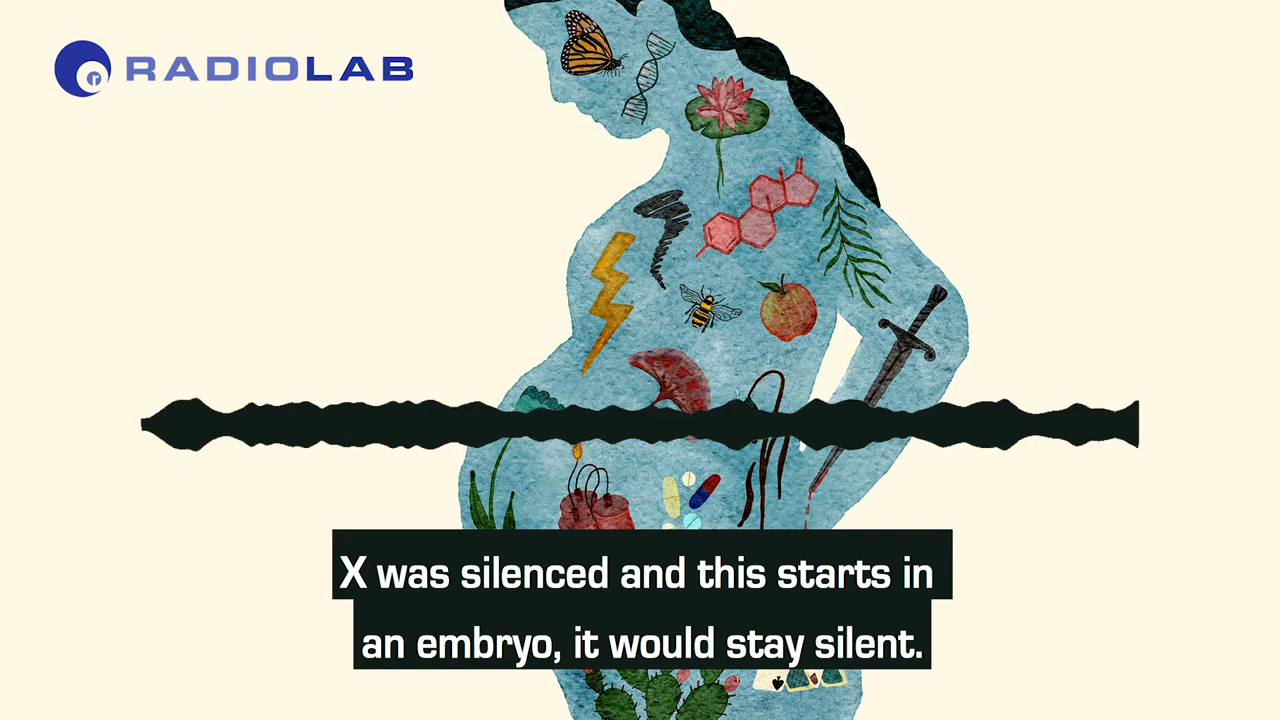 RADIOLAB
X was silenced and this starts in
an embryo, it would stay silent.